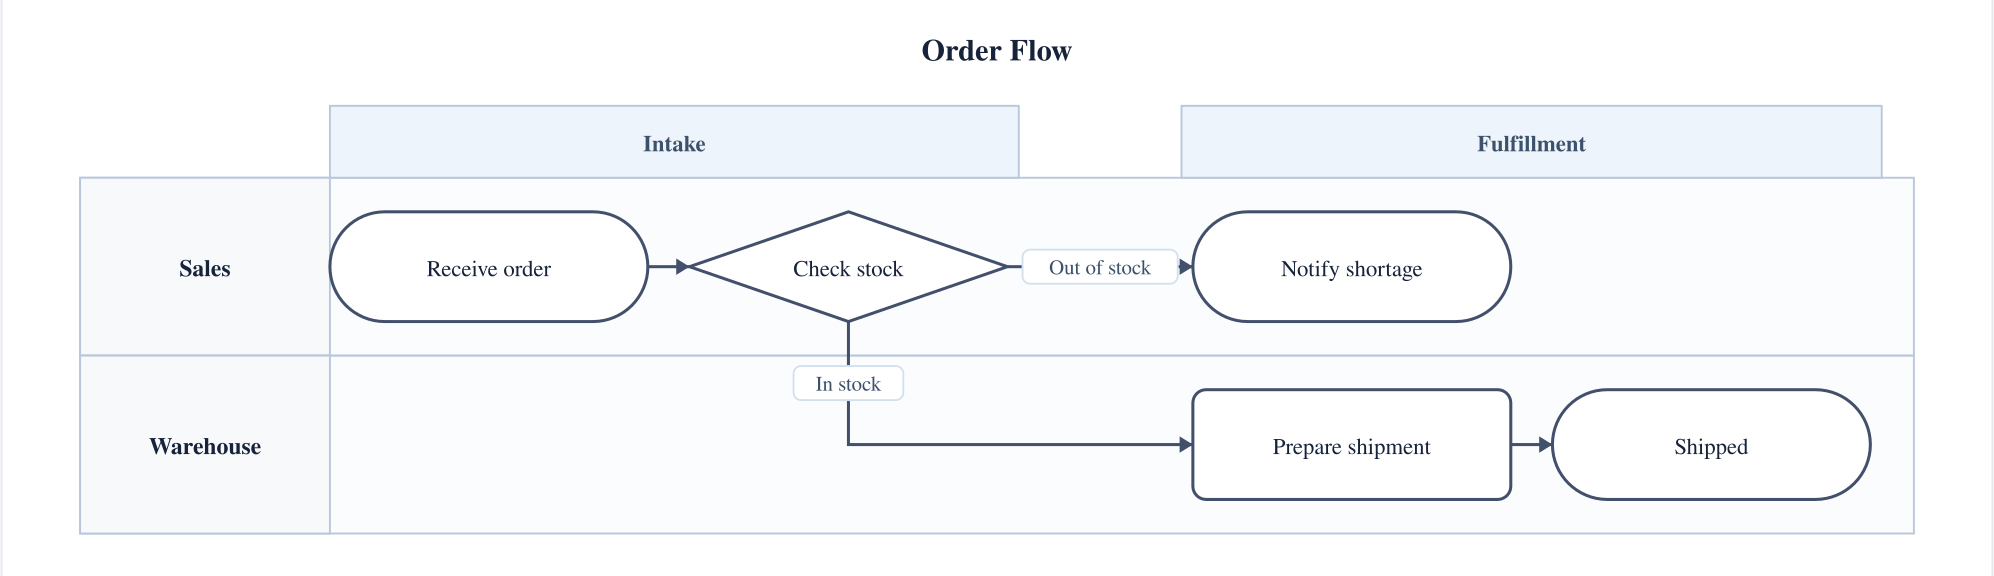 Order Flow
Intake
Fulfillment
Sales
Receive order
Check stock
Out of stock
Notify shortage
In stock
Warehouse
Prepare shipment
Shipped